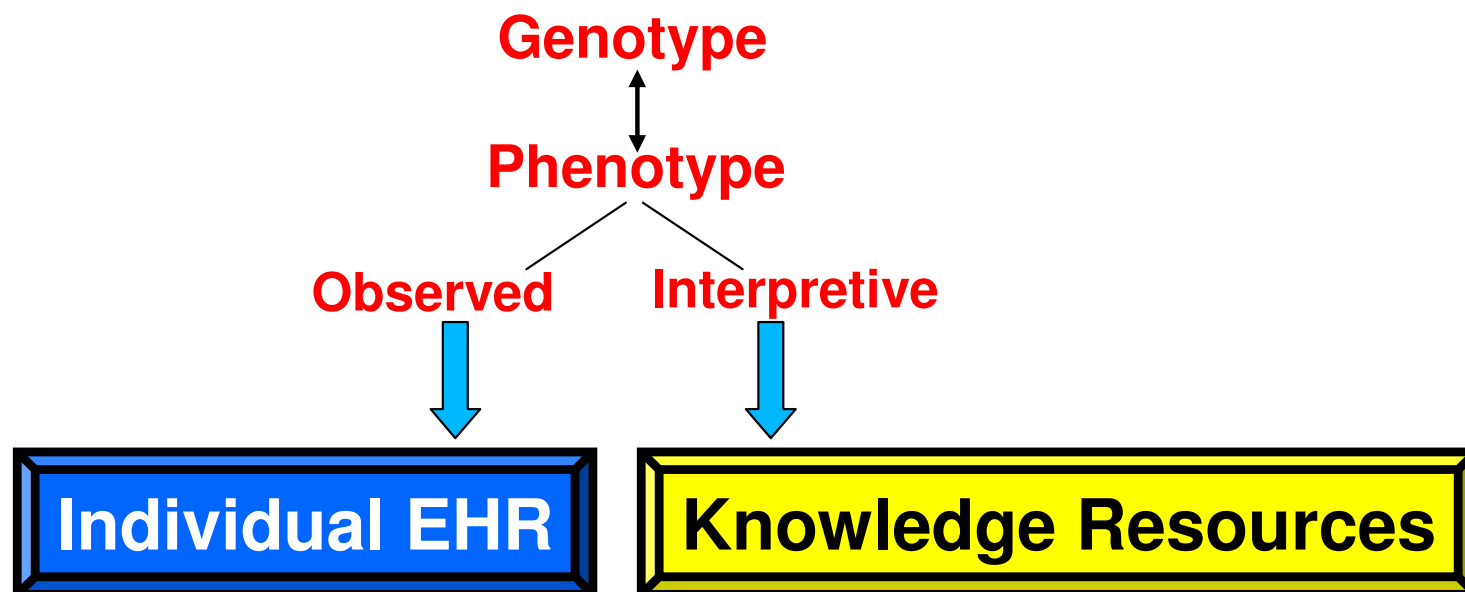 Genotype
Phenotype
Observed Interpretive
Individual EHR Knowledge Resources